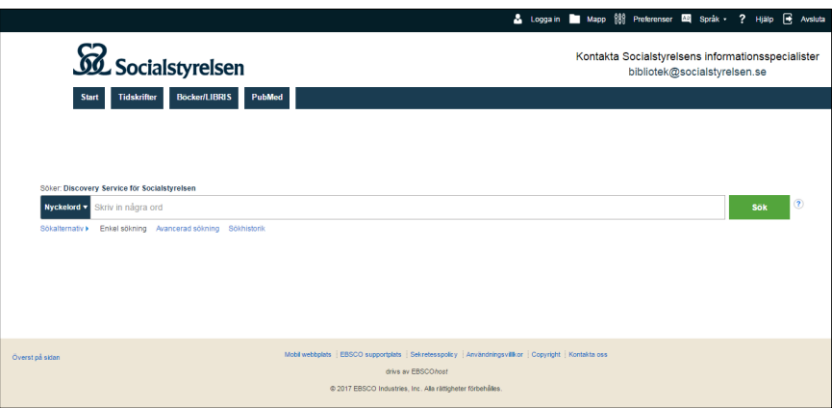 Logga in Mapp Preferenser Språk Hjälp Avsluta
Socialstyrelsen
Kontakta Socialstyrelsens informationsspecialister
bibliotek@socialstyrelsen.se
Start Tidskrifter Böcker/LIBRIS PubMed
Söker: Discovery Service för Socialstyrelsen
Nyckelord Skriv in några ord Sök ?
Sökalternativ Enkel sökning Avancerad sökning Sökhistorik
Överst på sidan
Mobil webbplats | EBSCO supportplats | Sekretesspolicy | Användningsvillkor | Copyright | Kontakta oss
drivs av EBSCOhost
© 2017 EBSCO Industries, Inc. Alla rättigheter förbehålles.